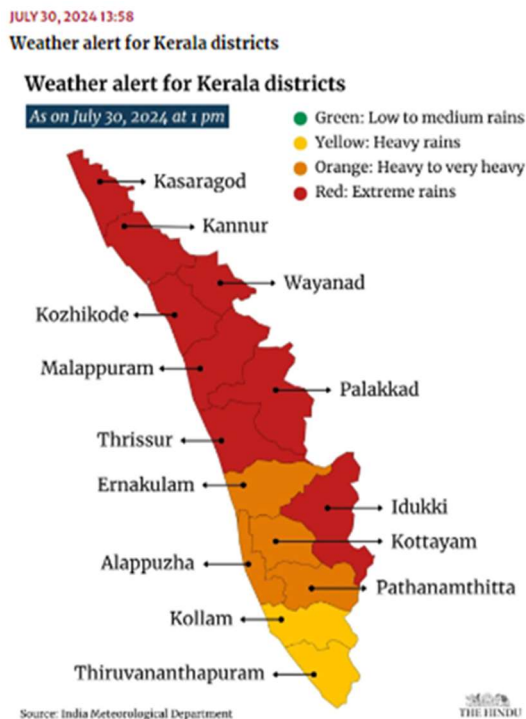 JULY 30, 2024 13:58
Weather alert for Kerala districts
Weather alert for Kerala districts
As on July 30, 2024 at 1 pm
Green: Low to medium rains
Yellow: Heavy rains
Orange: Heavy to very heavy
Red: Extreme rains
Kasaragod
Kannur
Wayanad
Kozhikode
Malappuram
Palakkad
Thrissur
Ernakulam
Idukki
Kottayam
Alappuzha
Pathanamthitta
Kollam
Thiruvananthapuram
Source: India Meteorological Department
THE HINDU